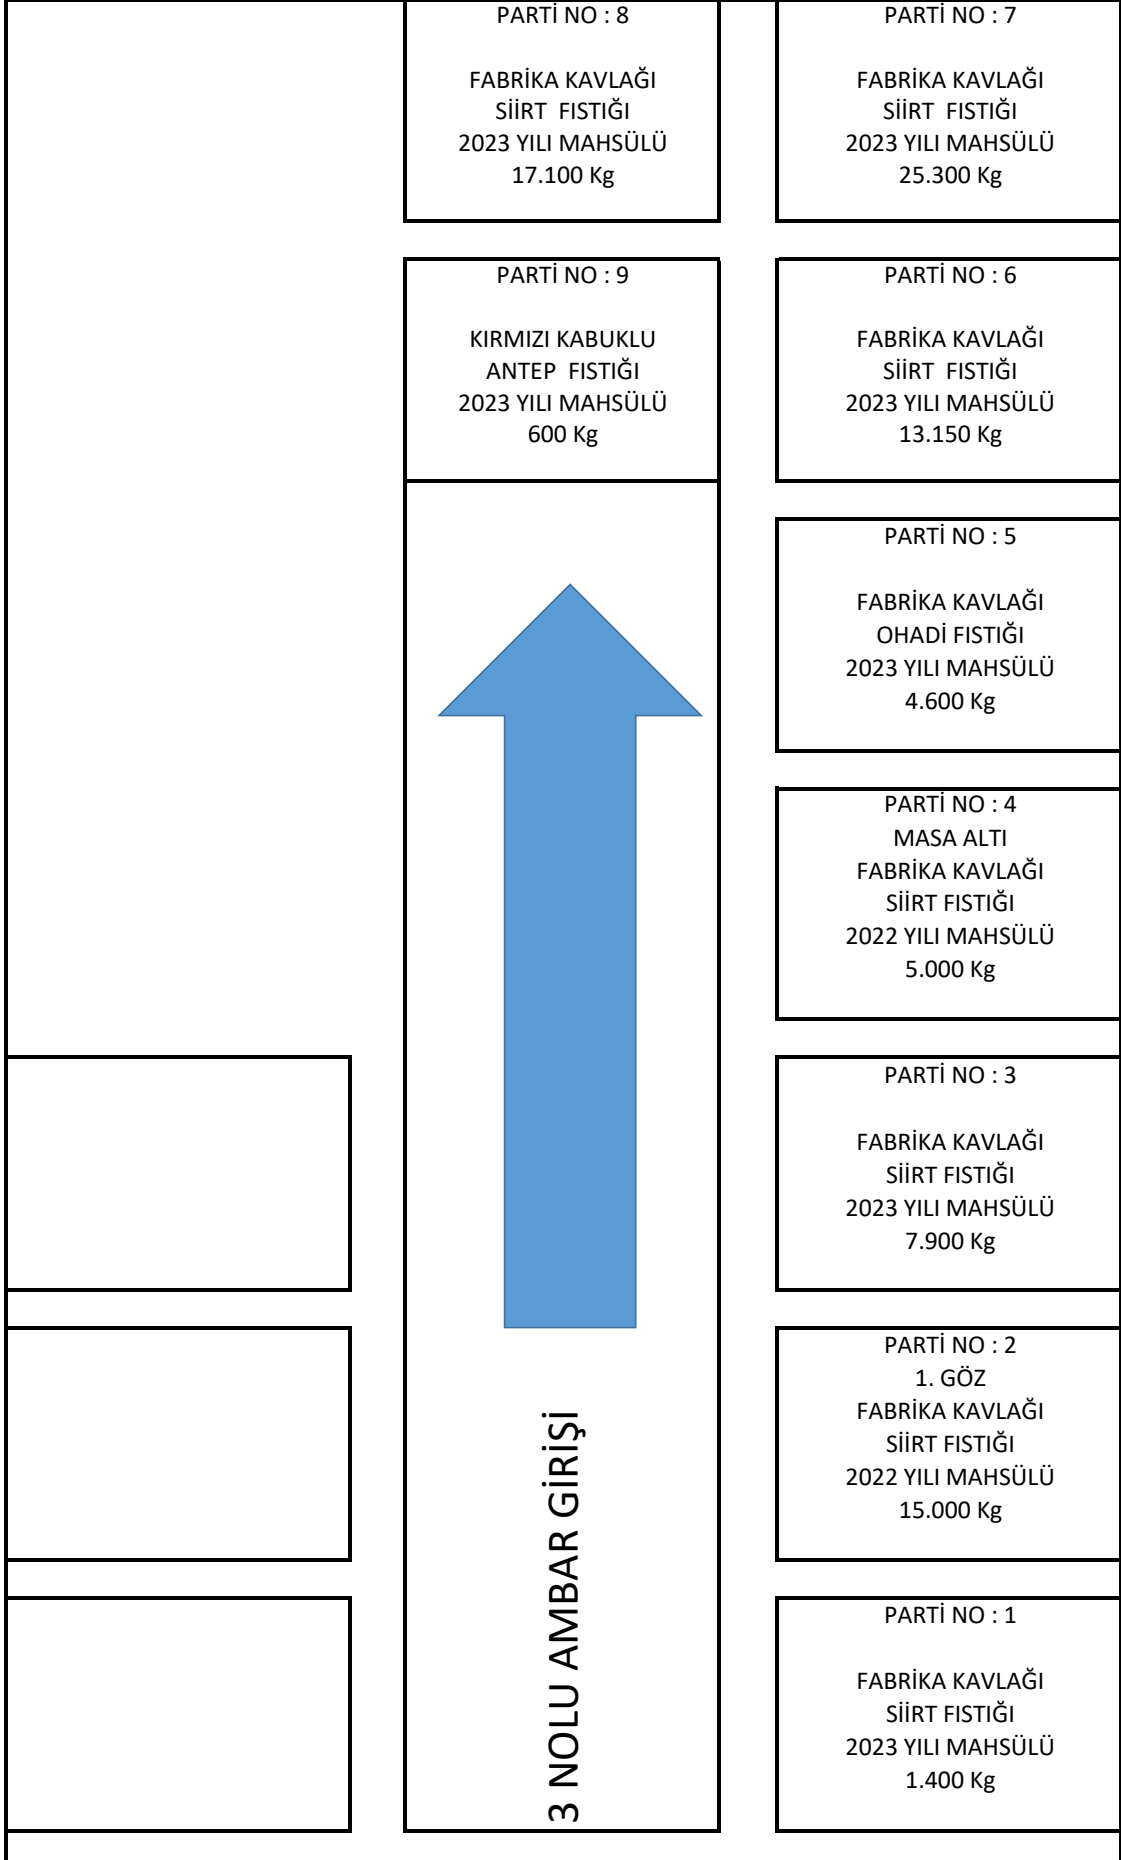 PARTİ NO : 8
FABRİKA KAVLAĞI
SİİRT  FISTIĞI
2023 YILI MAHSÜLÜ
17.100 Kg
PARTİ NO : 7
FABRİKA KAVLAĞI
SİİRT  FISTIĞI
2023 YILI MAHSÜLÜ
25.300 Kg
PARTİ NO : 9
KIRMIZI KABUKLU
ANTEP  FISTIĞI
2023 YILI MAHSÜLÜ
600 Kg
PARTİ NO : 6
FABRİKA KAVLAĞI
SİİRT  FISTIĞI
2023 YILI MAHSÜLÜ
13.150 Kg
PARTİ NO : 5
FABRİKA KAVLAĞI
OHADİ FISTIĞI
2023 YILI MAHSÜLÜ
4.600 Kg
PARTİ NO : 4
MASA ALTI
FABRİKA KAVLAĞI
SİİRT FISTIĞI
2022 YILI MAHSÜLÜ
5.000 Kg
PARTİ NO : 3
FABRİKA KAVLAĞI
SİİRT FISTIĞI
2023 YILI MAHSÜLÜ
7.900 Kg
PARTİ NO : 2
1. GÖZ
FABRİKA KAVLAĞI
SİİRT FISTIĞI
2022 YILI MAHSÜLÜ
15.000 Kg
PARTİ NO : 1
FABRİKA KAVLAĞI
SİİRT FISTIĞI
2023 YILI MAHSÜLÜ
1.400 Kg
3 NOLU AMBAR GİRİŞİ